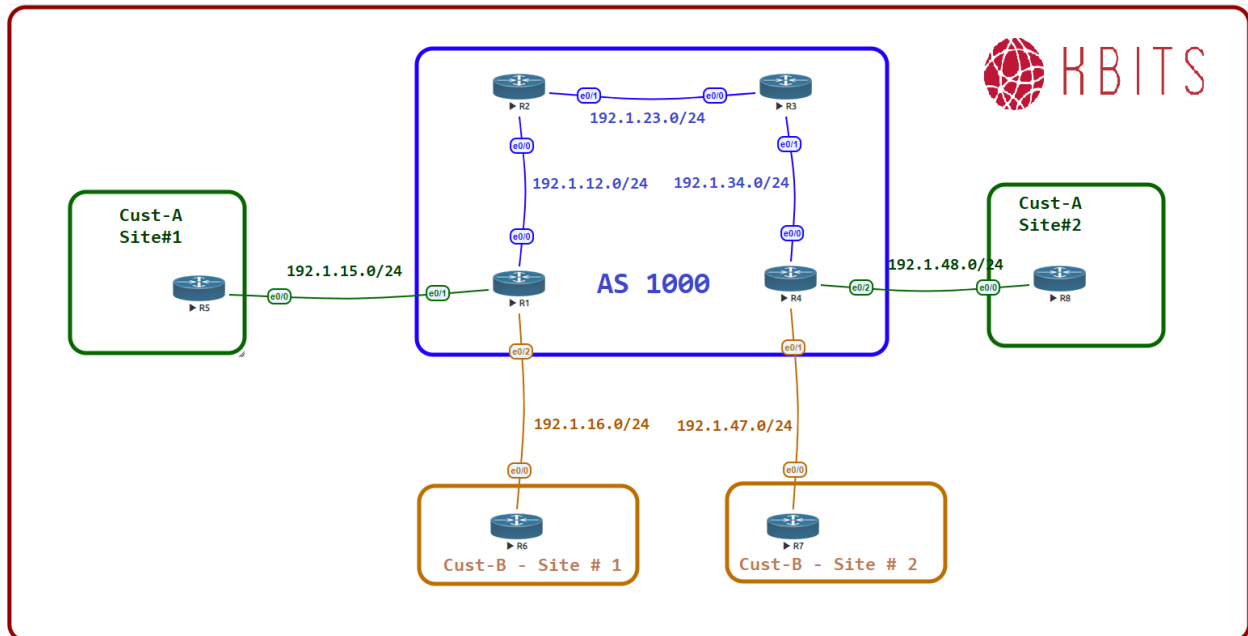 KBITS
R2
e0/1
e0/0
R3
192.1.23.0/24
e0/0
e0/1
192.1.12.0/24
192.1.34.0/24
Cust-A
Site#1
Cust-A
Site#2
e0/0
e0/0
192.1.15.0/24
AS 1000
192.1.48.0/24
R5
e0/0
e0/1
R1
R4
e0/2
e0/0
R8
e0/2
e0/1
192.1.16.0/24
192.1.47.0/24
e0/0
e0/0
R6
R7
Cust-B - Site # 1
Cust-B - Site # 2